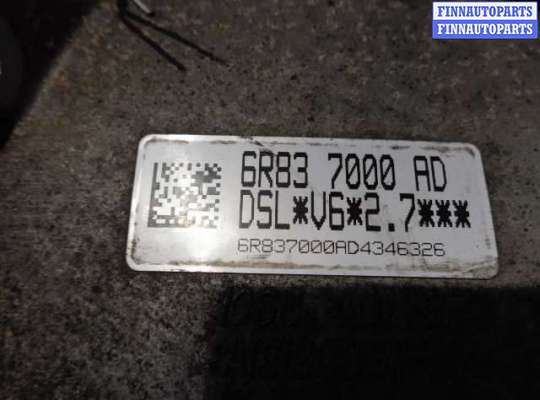 FINNAUTOPARTS
FINNAUTOPARTS
6R83 7000 AD
DSL*V6*2.7***
6R837000AD4346326